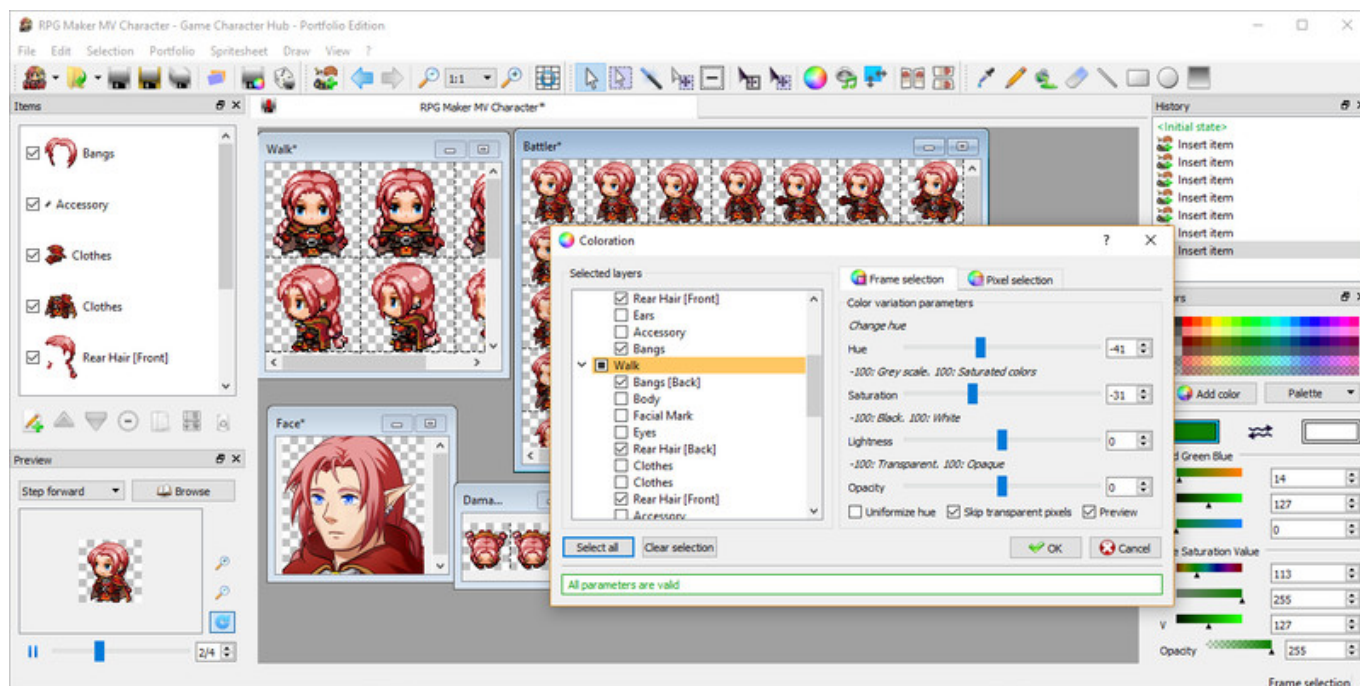 RPG Maker MV Character - Game Character Hub - Portfolio Edition
File Edit Selection Portfolio Spritesheet Draw View ?
1:1
Items
RPG Maker MV Character*
History
Bangs
Accessory
Clothes
Clothes
Rear Hair [Front]
Walk*
Battler*
<Initial state>
Insert item
Insert item
Insert item
Insert item
Insert item
Insert item
Insert item
Coloration
?
Selected layers
Rear Hair [Front]
Ears
Accessory
Bangs
Walk
Bangs [Back]
Body
Facial Mark
Eyes
Rear Hair [Back]
Clothes
Clothes
Rear Hair [Front]
Accessory
Frame selection
Pixel selection
Color variation parameters
Change hue
Hue -41
-100: Grey scale. 100: Saturated colors
Saturation -31
-100: Black. 100: White
Lightness 0
-100: Transparent. 100: Opaque
Opacity 0
Uniformize hue Skip transparent pixels Preview
Select all Clear selection OK Cancel
All parameters are valid
Face*
Dama...
Preview
Step forward Browse
2/4
Add color Palette
Green Blue
14
127
0
Saturation Value
113
255
V 127
Opacity 255
Frame selection